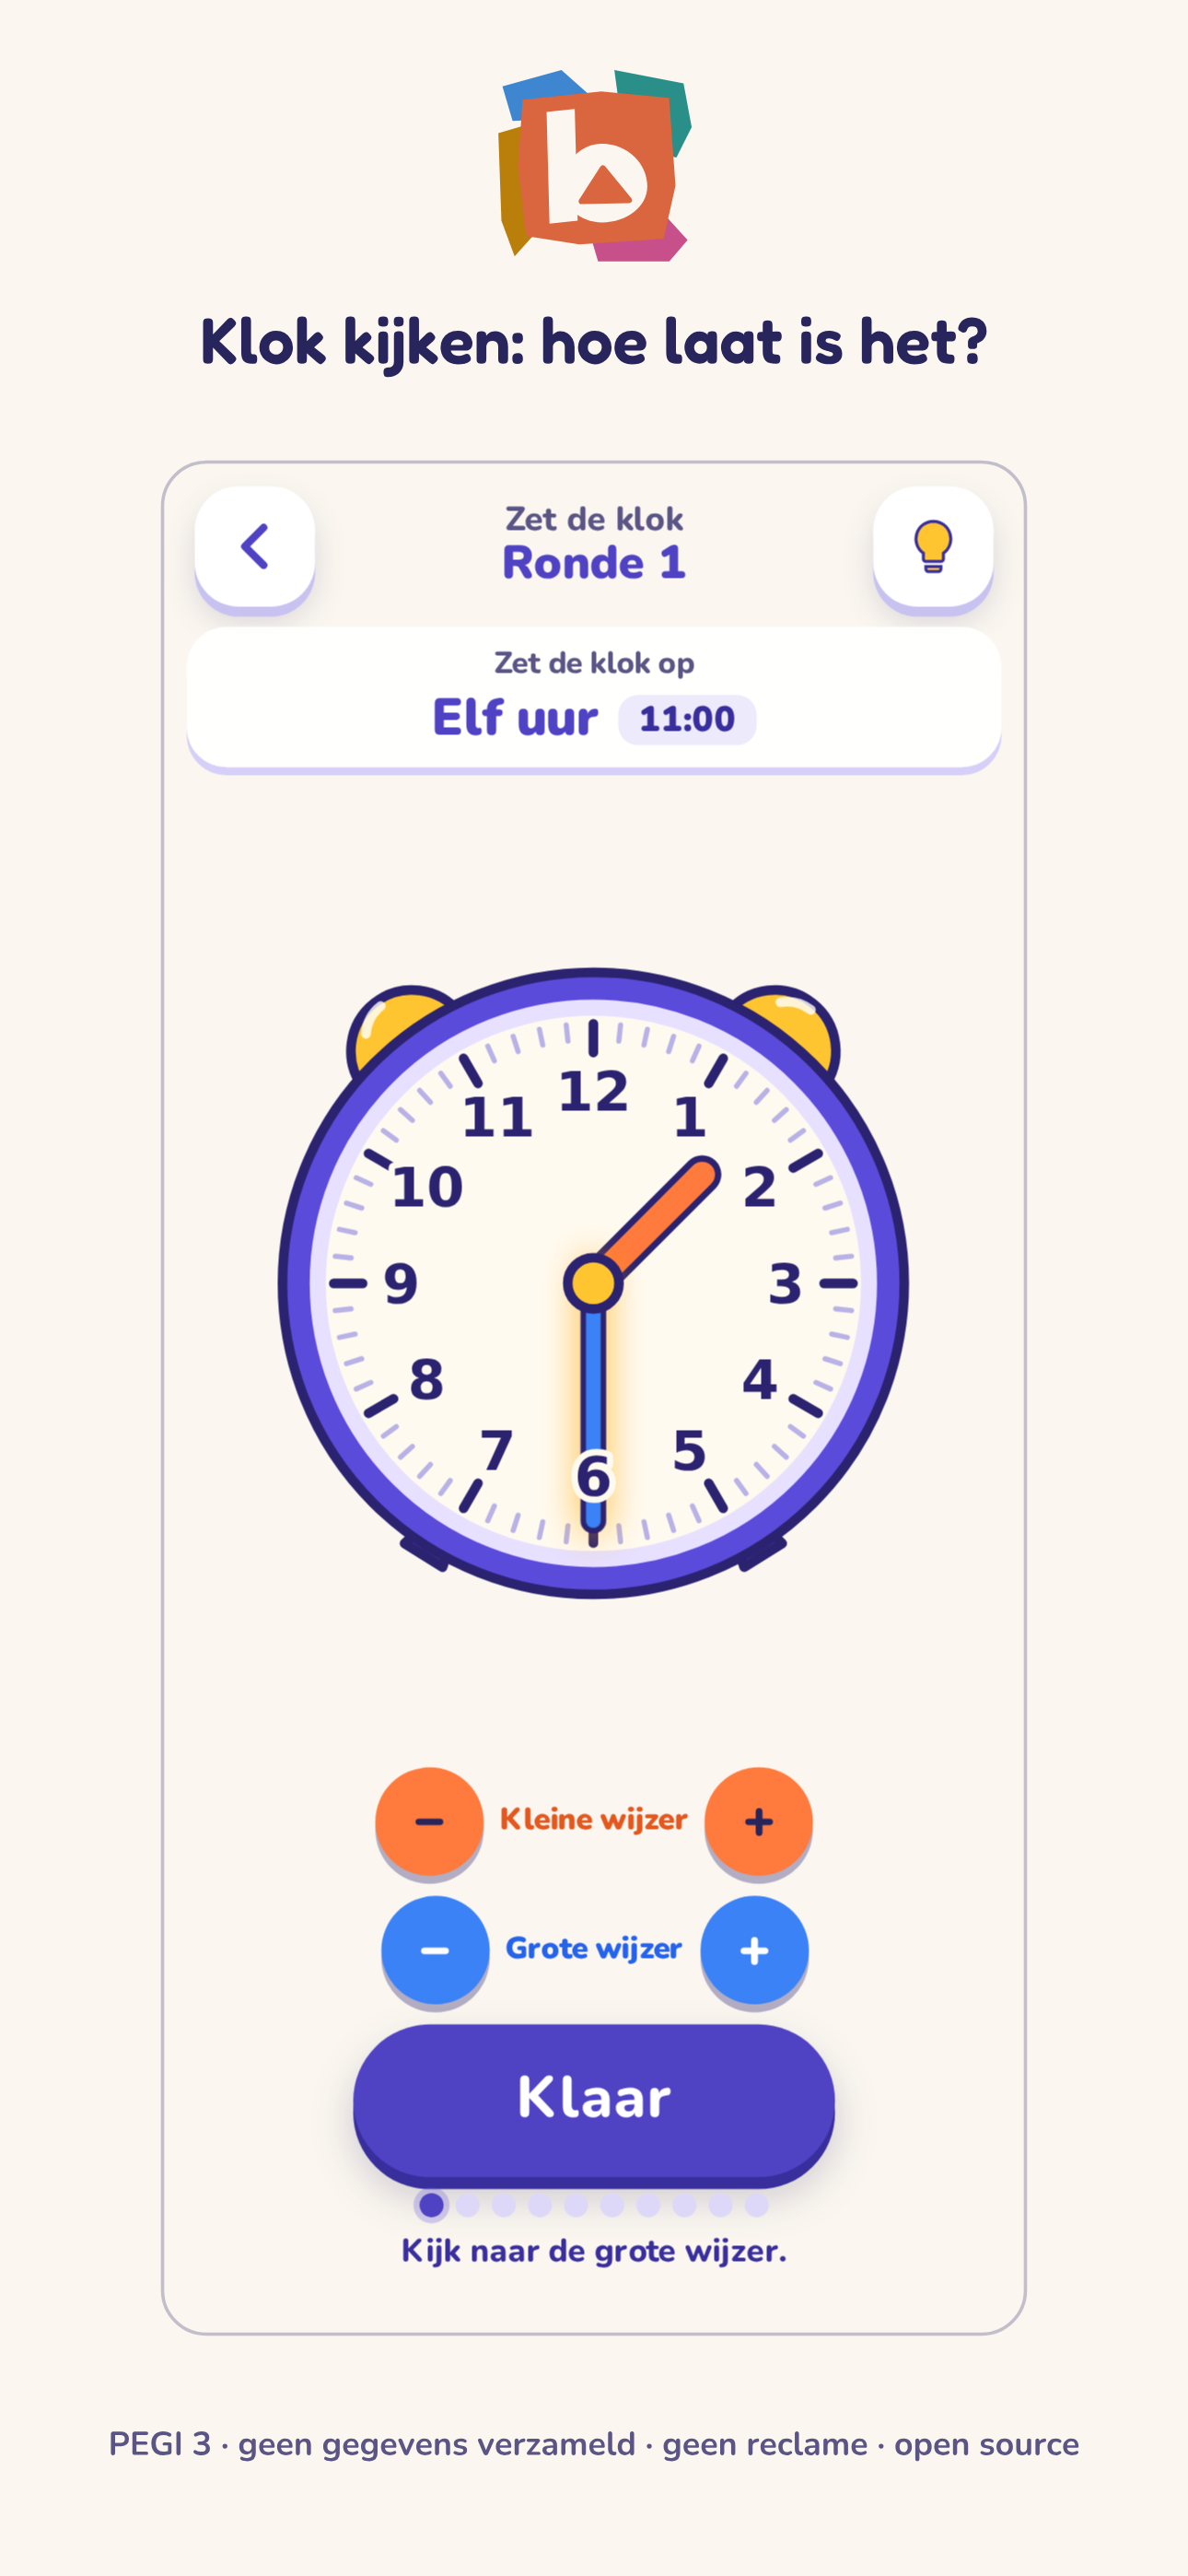 b
Klok kijken: hoe laat is het?
Zet de klok
Ronde 1
Zet de klok op
Elf uur 11:00
12
11 1
10 2
9 3
8 4
7 5
6
− Kleine wijzer +
− Grote wijzer +
Klaar
Kijk naar de grote wijzer.
PEGI 3 · geen gegevens verzameld · geen reclame · open source